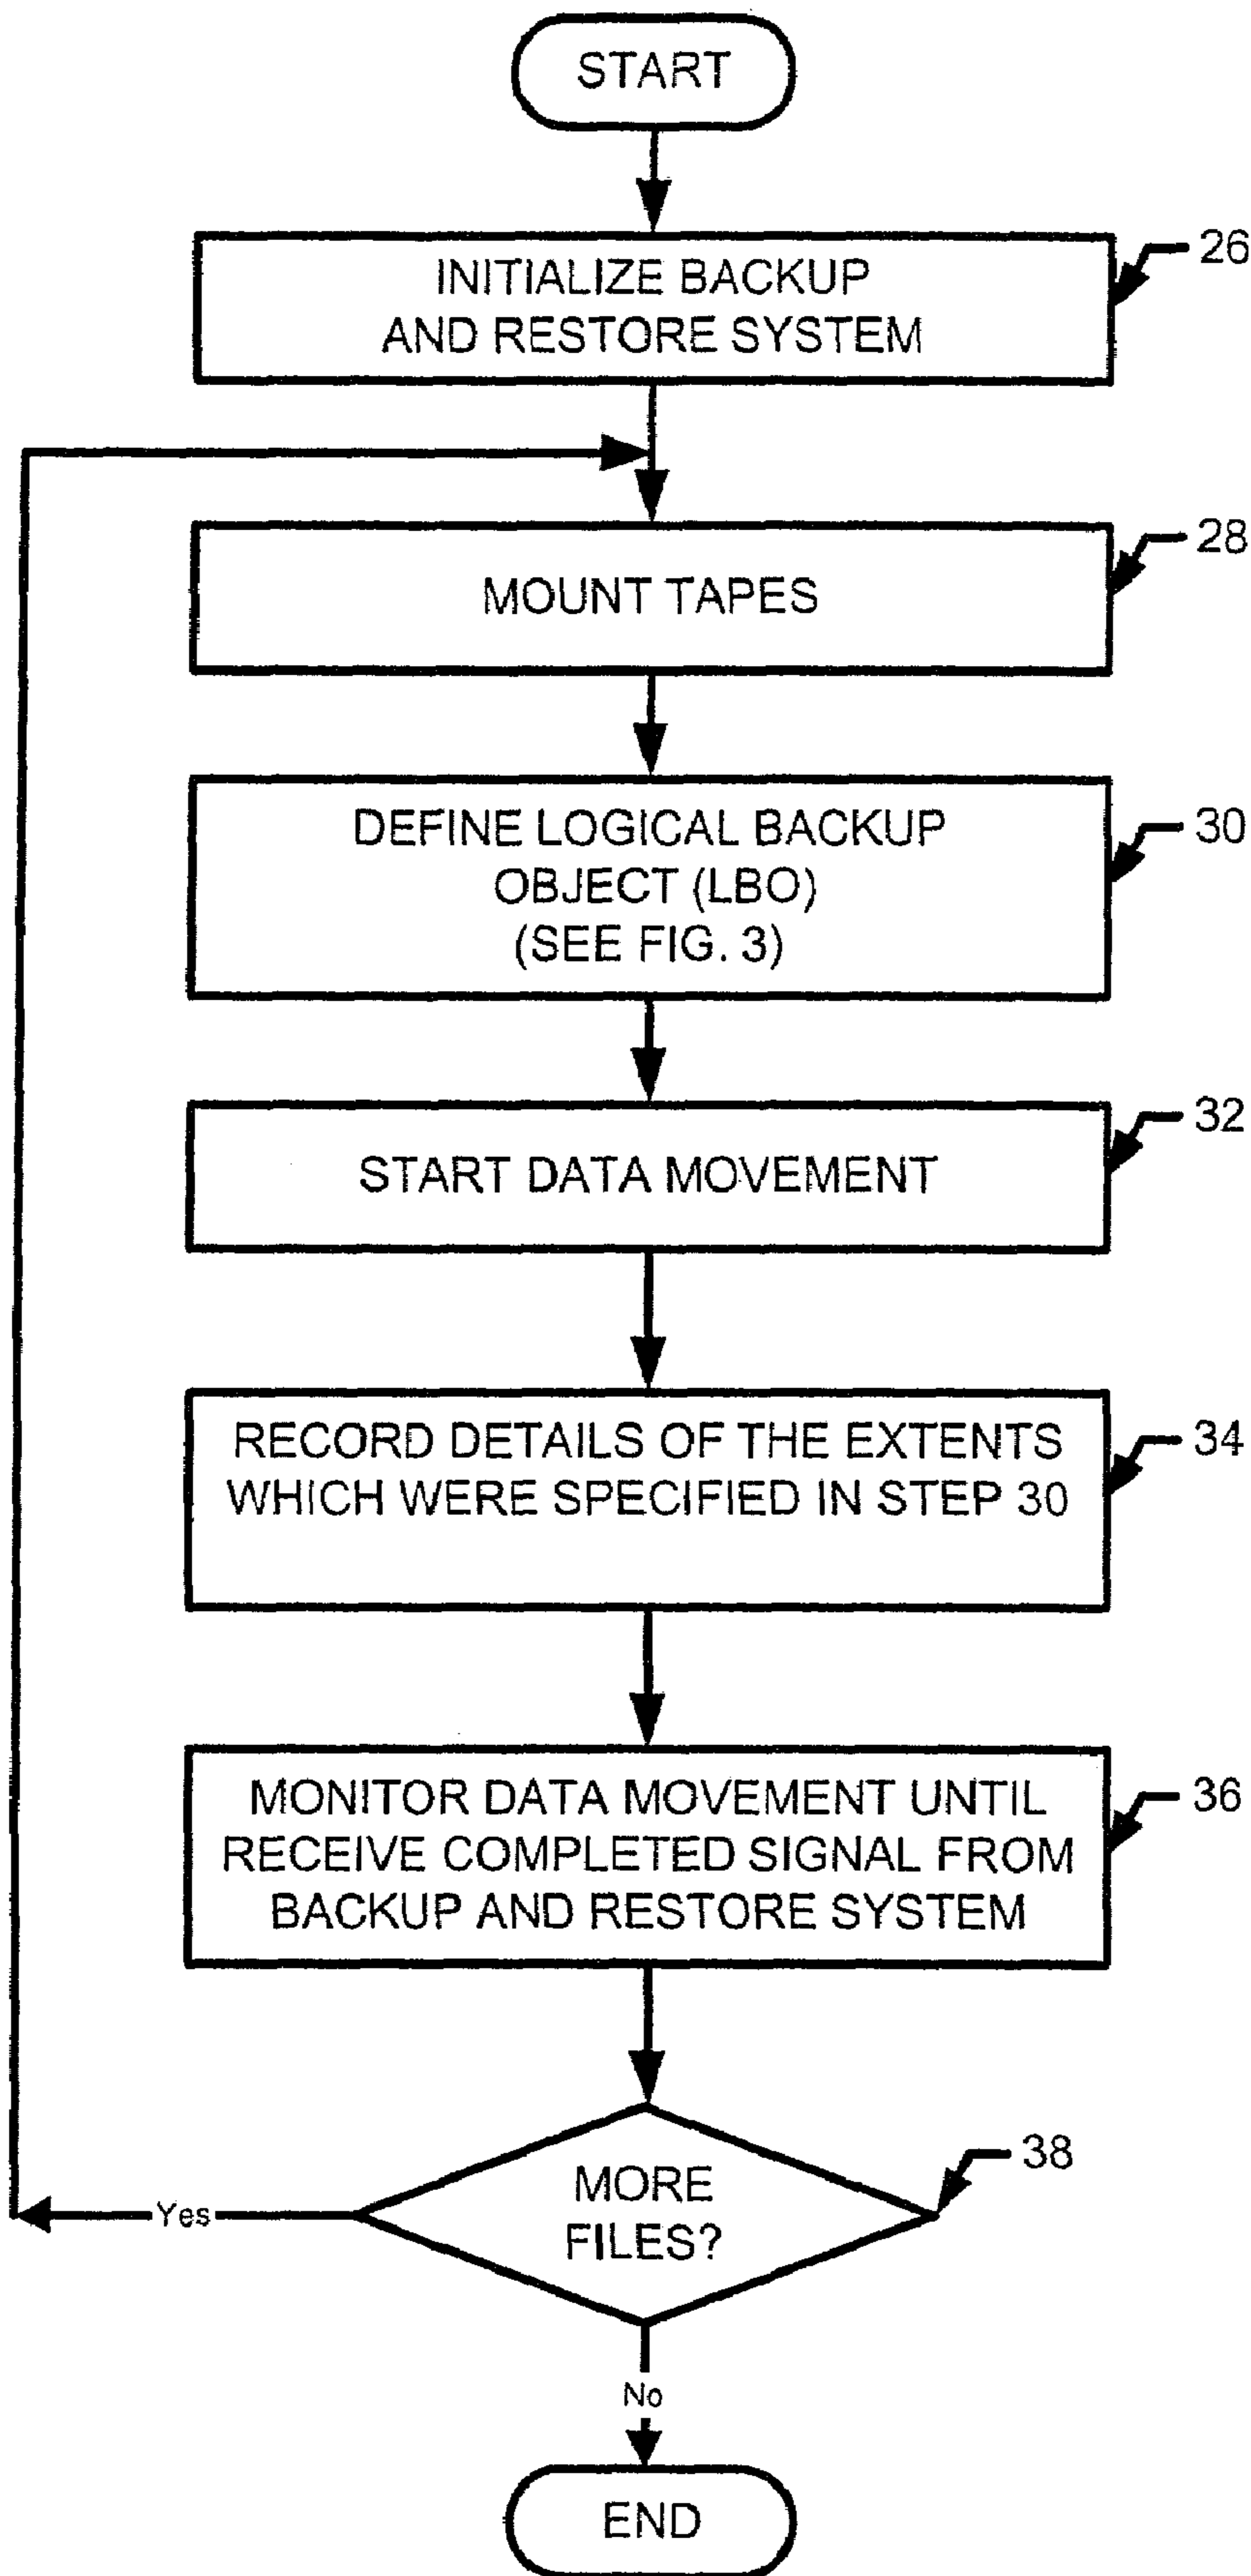 START
INITIALIZE BACKUP
AND RESTORE SYSTEM
26
MOUNT TAPES
28
DEFINE LOGICAL BACKUP
OBJECT (LBO)
(SEE FIG. 3)
30
START DATA MOVEMENT
32
RECORD DETAILS OF THE EXTENTS
WHICH WERE SPECIFIED IN STEP 30
34
MONITOR DATA MOVEMENT UNTIL
RECEIVE COMPLETED SIGNAL FROM
BACKUP AND RESTORE SYSTEM
36
MORE
FILES?
38
Yes
No
END